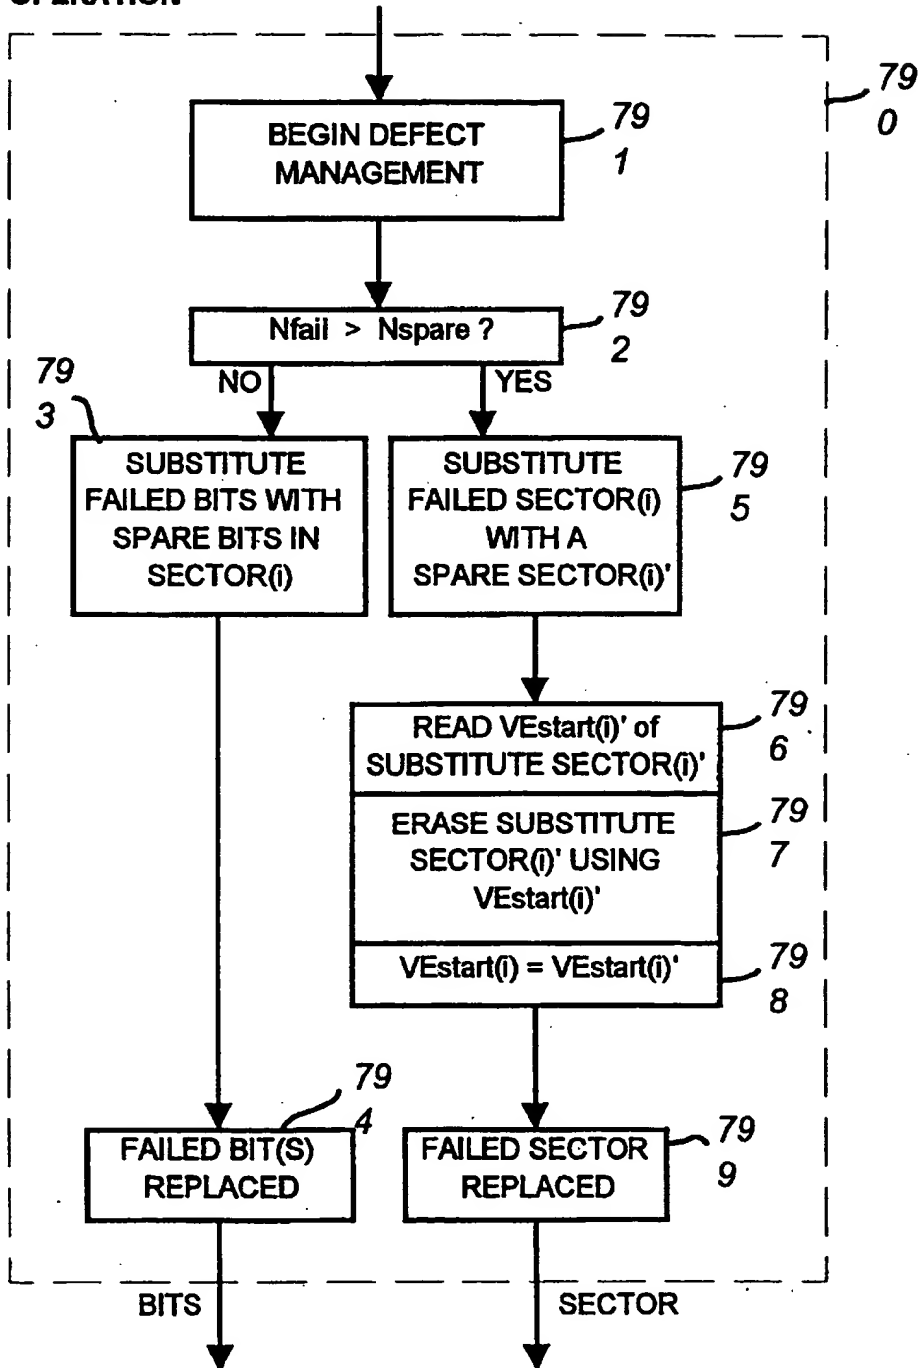 OPERATION
79
0
BEGIN DEFECT
MANAGEMENT
79
1
Nfail > Nspare ?
79
2
NO
YES
79
3
SUBSTITUTE
FAILED BITS WITH
SPARE BITS IN
SECTOR(i)
SUBSTITUTE
FAILED SECTOR(i)
WITH A
SPARE SECTOR(i)'
79
5
READ VEstart(i)' of
SUBSTITUTE SECTOR(i)'
79
6
ERASE SUBSTITUTE
SECTOR(i)' USING
VEstart(i)'
79
7
VEstart(i) = VEstart(i)'
79
8
79
4
FAILED BIT(S)
REPLACED
FAILED SECTOR
REPLACED
79
9
BITS
SECTOR